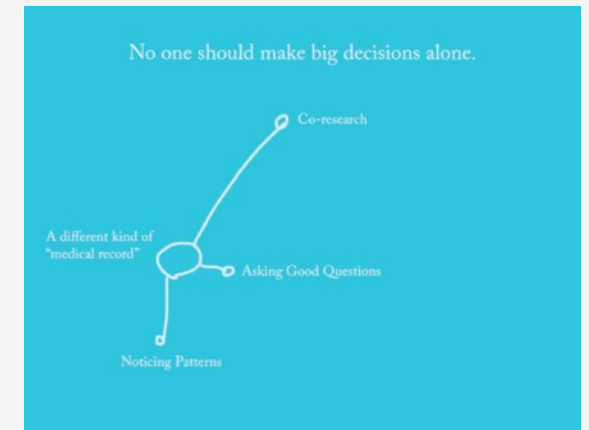 No one should make big decisions alone.
Co-research
A different kind of
“medical record”
Asking Good Questions
Noticing Patterns